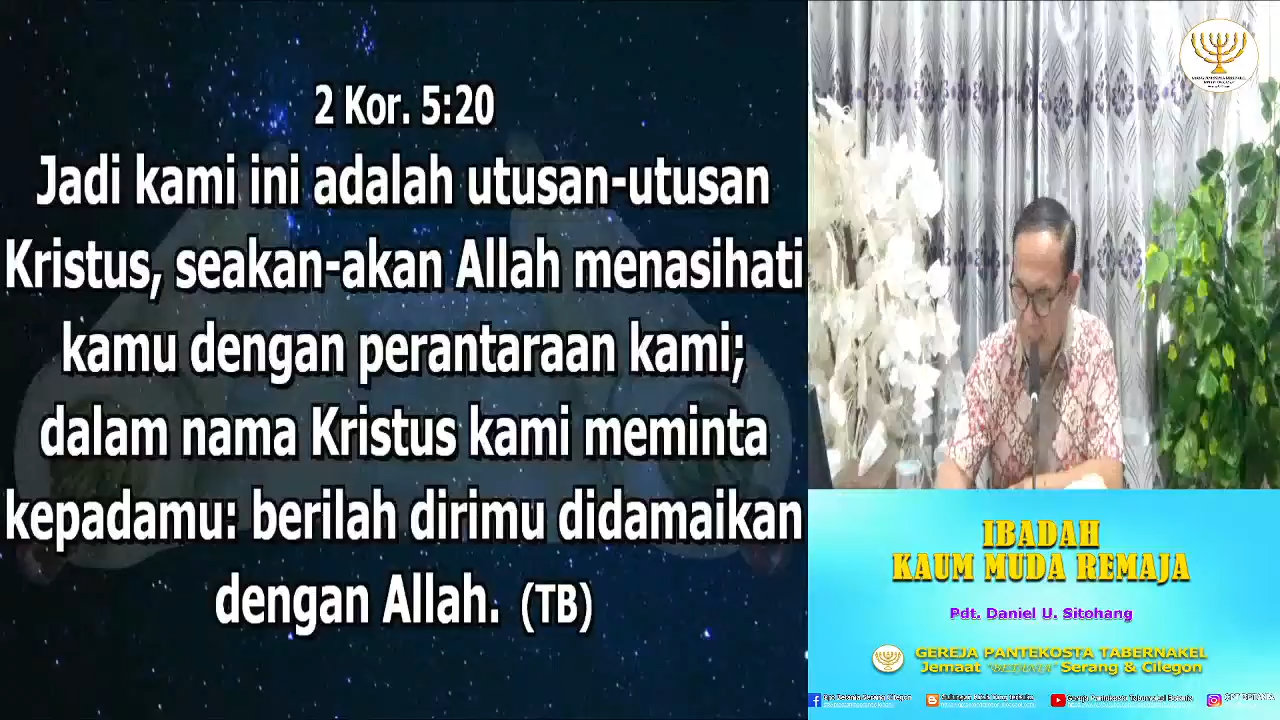 2 Kor. 5:20
Jadi kami ini adalah utusan-utusan
Kristus, seakan-akan Allah menasihati
kamu dengan perantaraan kami;
dalam nama Kristus kami meminta
kepadamu: berilah dirimu didamaikan
dengan Allah. (TB)
IBADAH
KAUM MUDA REMAJA
Pdt. Daniel U. Sitohang
GEREJA PANTEKOSTA TABERNAKEL
Jemaat "BETANIA" Serang & Cilegon